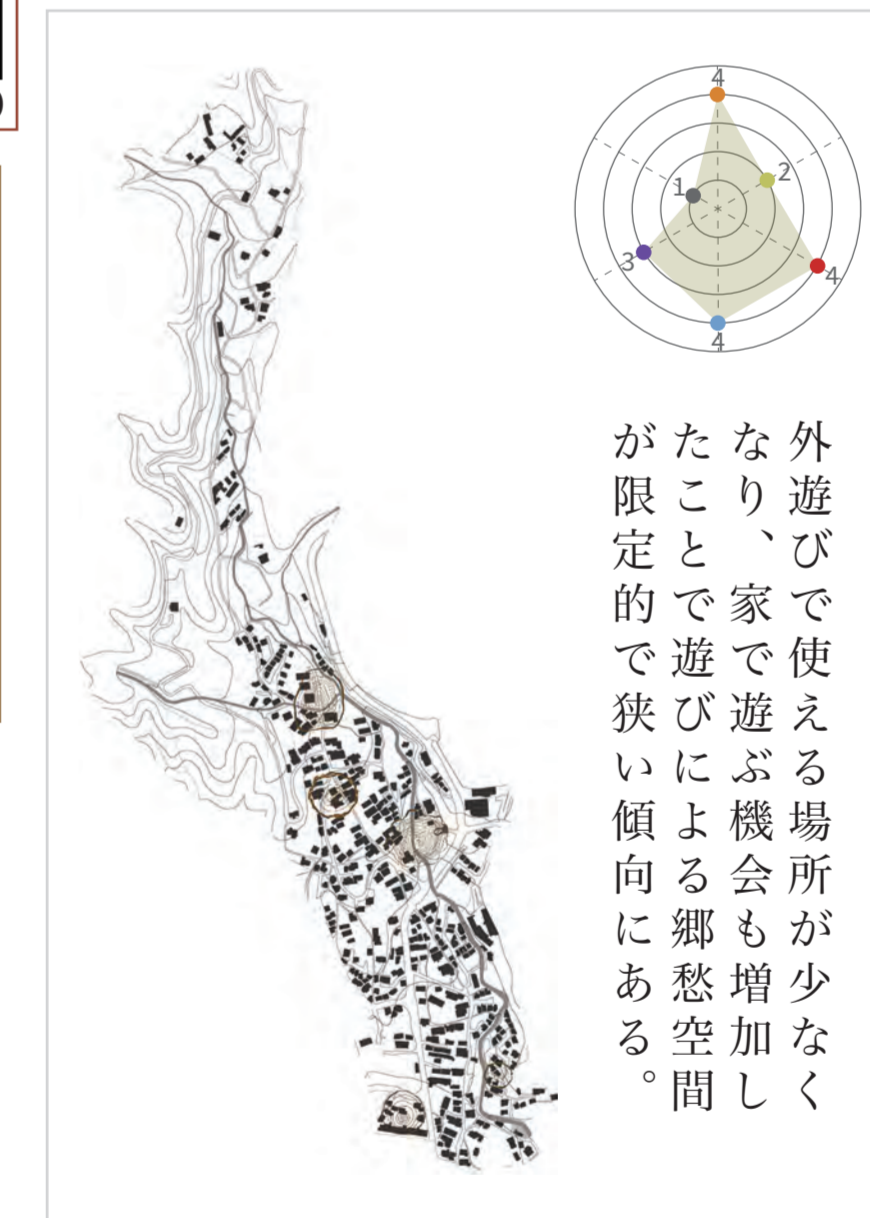 4
2
1
3
4
4
外遊びで使える場所が少なく
なり、家で遊ぶ機会も増加し
たことで遊びによる郷愁空間
が限定的で狭い傾向にある。